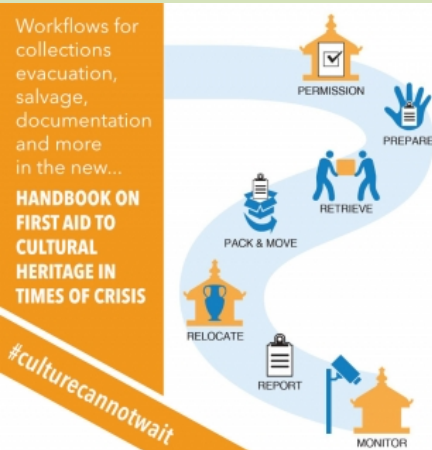 Workflows for
collections
evacuation,
salvage,
documentation
and more
in the new...
HANDBOOK ON
FIRST AID TO
CULTURAL
HERITAGE IN
TIMES OF CRISIS
#culturecannotwait
PERMISSION
PREPARE
RETRIEVE
PACK & MOVE
RELOCATE
REPORT
MONITOR